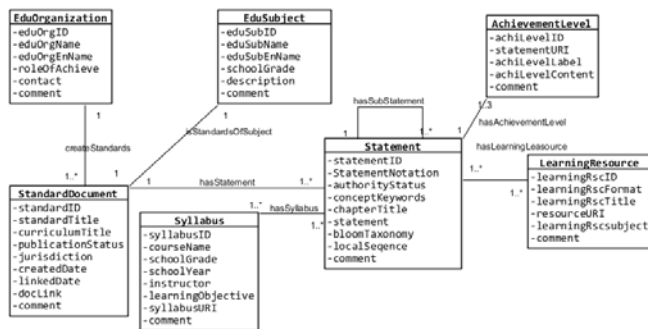 EduOrganization
-eduOrgID
-eduOrgName
-eduOrgEnName
-roleOfAchieve
-contact
-comment
EduSubject
-eduSubID
-eduSubName
-eduSubEnName
-schoolGrade
-description
-comment
AchievementLevel
-achiLevelID
-statementURI
-achiLevelLabel
-achiLevelContent
-comment
1
1
1..3
hasSubStatement
isStandardsOfSubject
createStandards
1
1..*
1
hasAchievementLevel
hasLearningLeasource
1..*
1
1
hasStatement
1..*
1..*
1..*
StandardDocument
-standardID
-standardTitle
-curriculumTitle
-publicationStatus
-jurisdiction
-createdDate
-linkedDate
-docLink
-comment
Syllabus
-syllabusID
-courseName
-schoolGrade
-schoolYear
-instructor
-learningObjective
-syllabusURI
-comment
1..*
hasSyllabus
1..*
Statement
-statementID
-StatementNotation
-authorityStatus
-conceptKeywords
-chapterTitle
-statement
-bloomTaxonomy
-localSeqence
-comment
LearningResource
-learningRscID
-learningRscFormat
-learningRscTitle
-resourceURI
-learningRscsubject
-comment